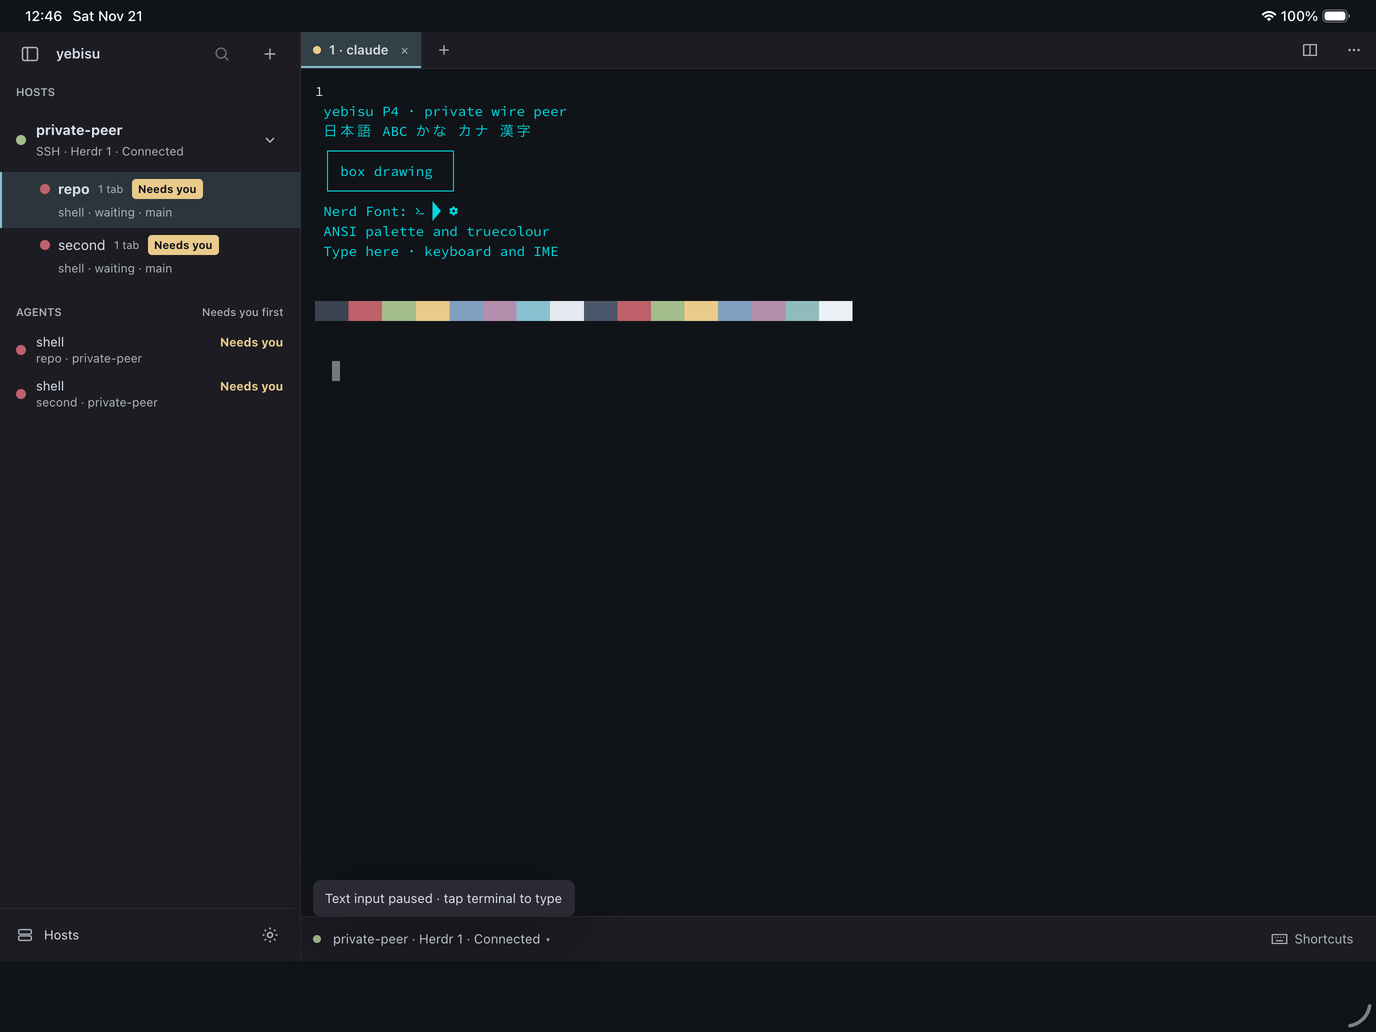 12:46 Sat Nov 21
100%
yebisu
HOSTS
private-peer
SSH · Herdr 1 · Connected
repo 1 tab Needs you
shell · waiting · main
second 1 tab Needs you
shell · waiting · main
AGENTS Needs you first
shell Needs you
repo · private-peer
shell Needs you
second · private-peer
Hosts
1 · claude
1
yebisu P4 · private wire peer
日本語 ABC かな カナ 漢字
box drawing
Nerd Font:
ANSI palette and truecolour
Type here · keyboard and IME
Text input paused · tap terminal to type
private-peer · Herdr 1 · Connected
Shortcuts